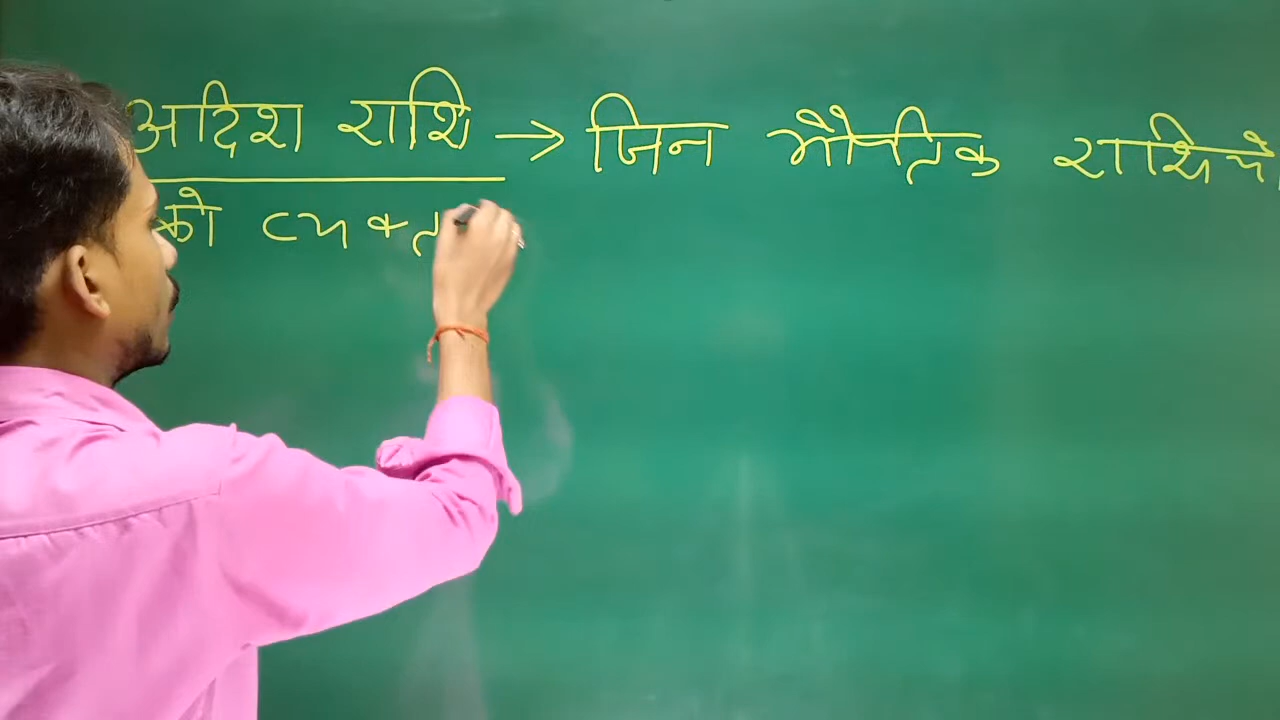 अदिश राशि → जिन भौतिक राशियों
को व्यक्त